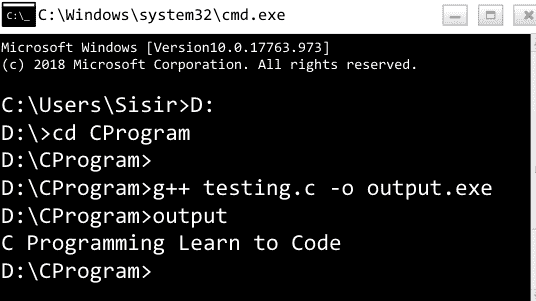 C:\_ C:\Windows\system32\cmd.exe
Microsoft Windows [Version10.0.17763.973]
(c) 2018 Microsoft Corporation. All rights reserved.
C:\Users\Sisir>D:
D:\>cd CProgram
D:\CProgram>
D:\CProgram>g++ testing.c -o output.exe
D:\CProgram>output
C Programming Learn to Code
D:\CProgram>